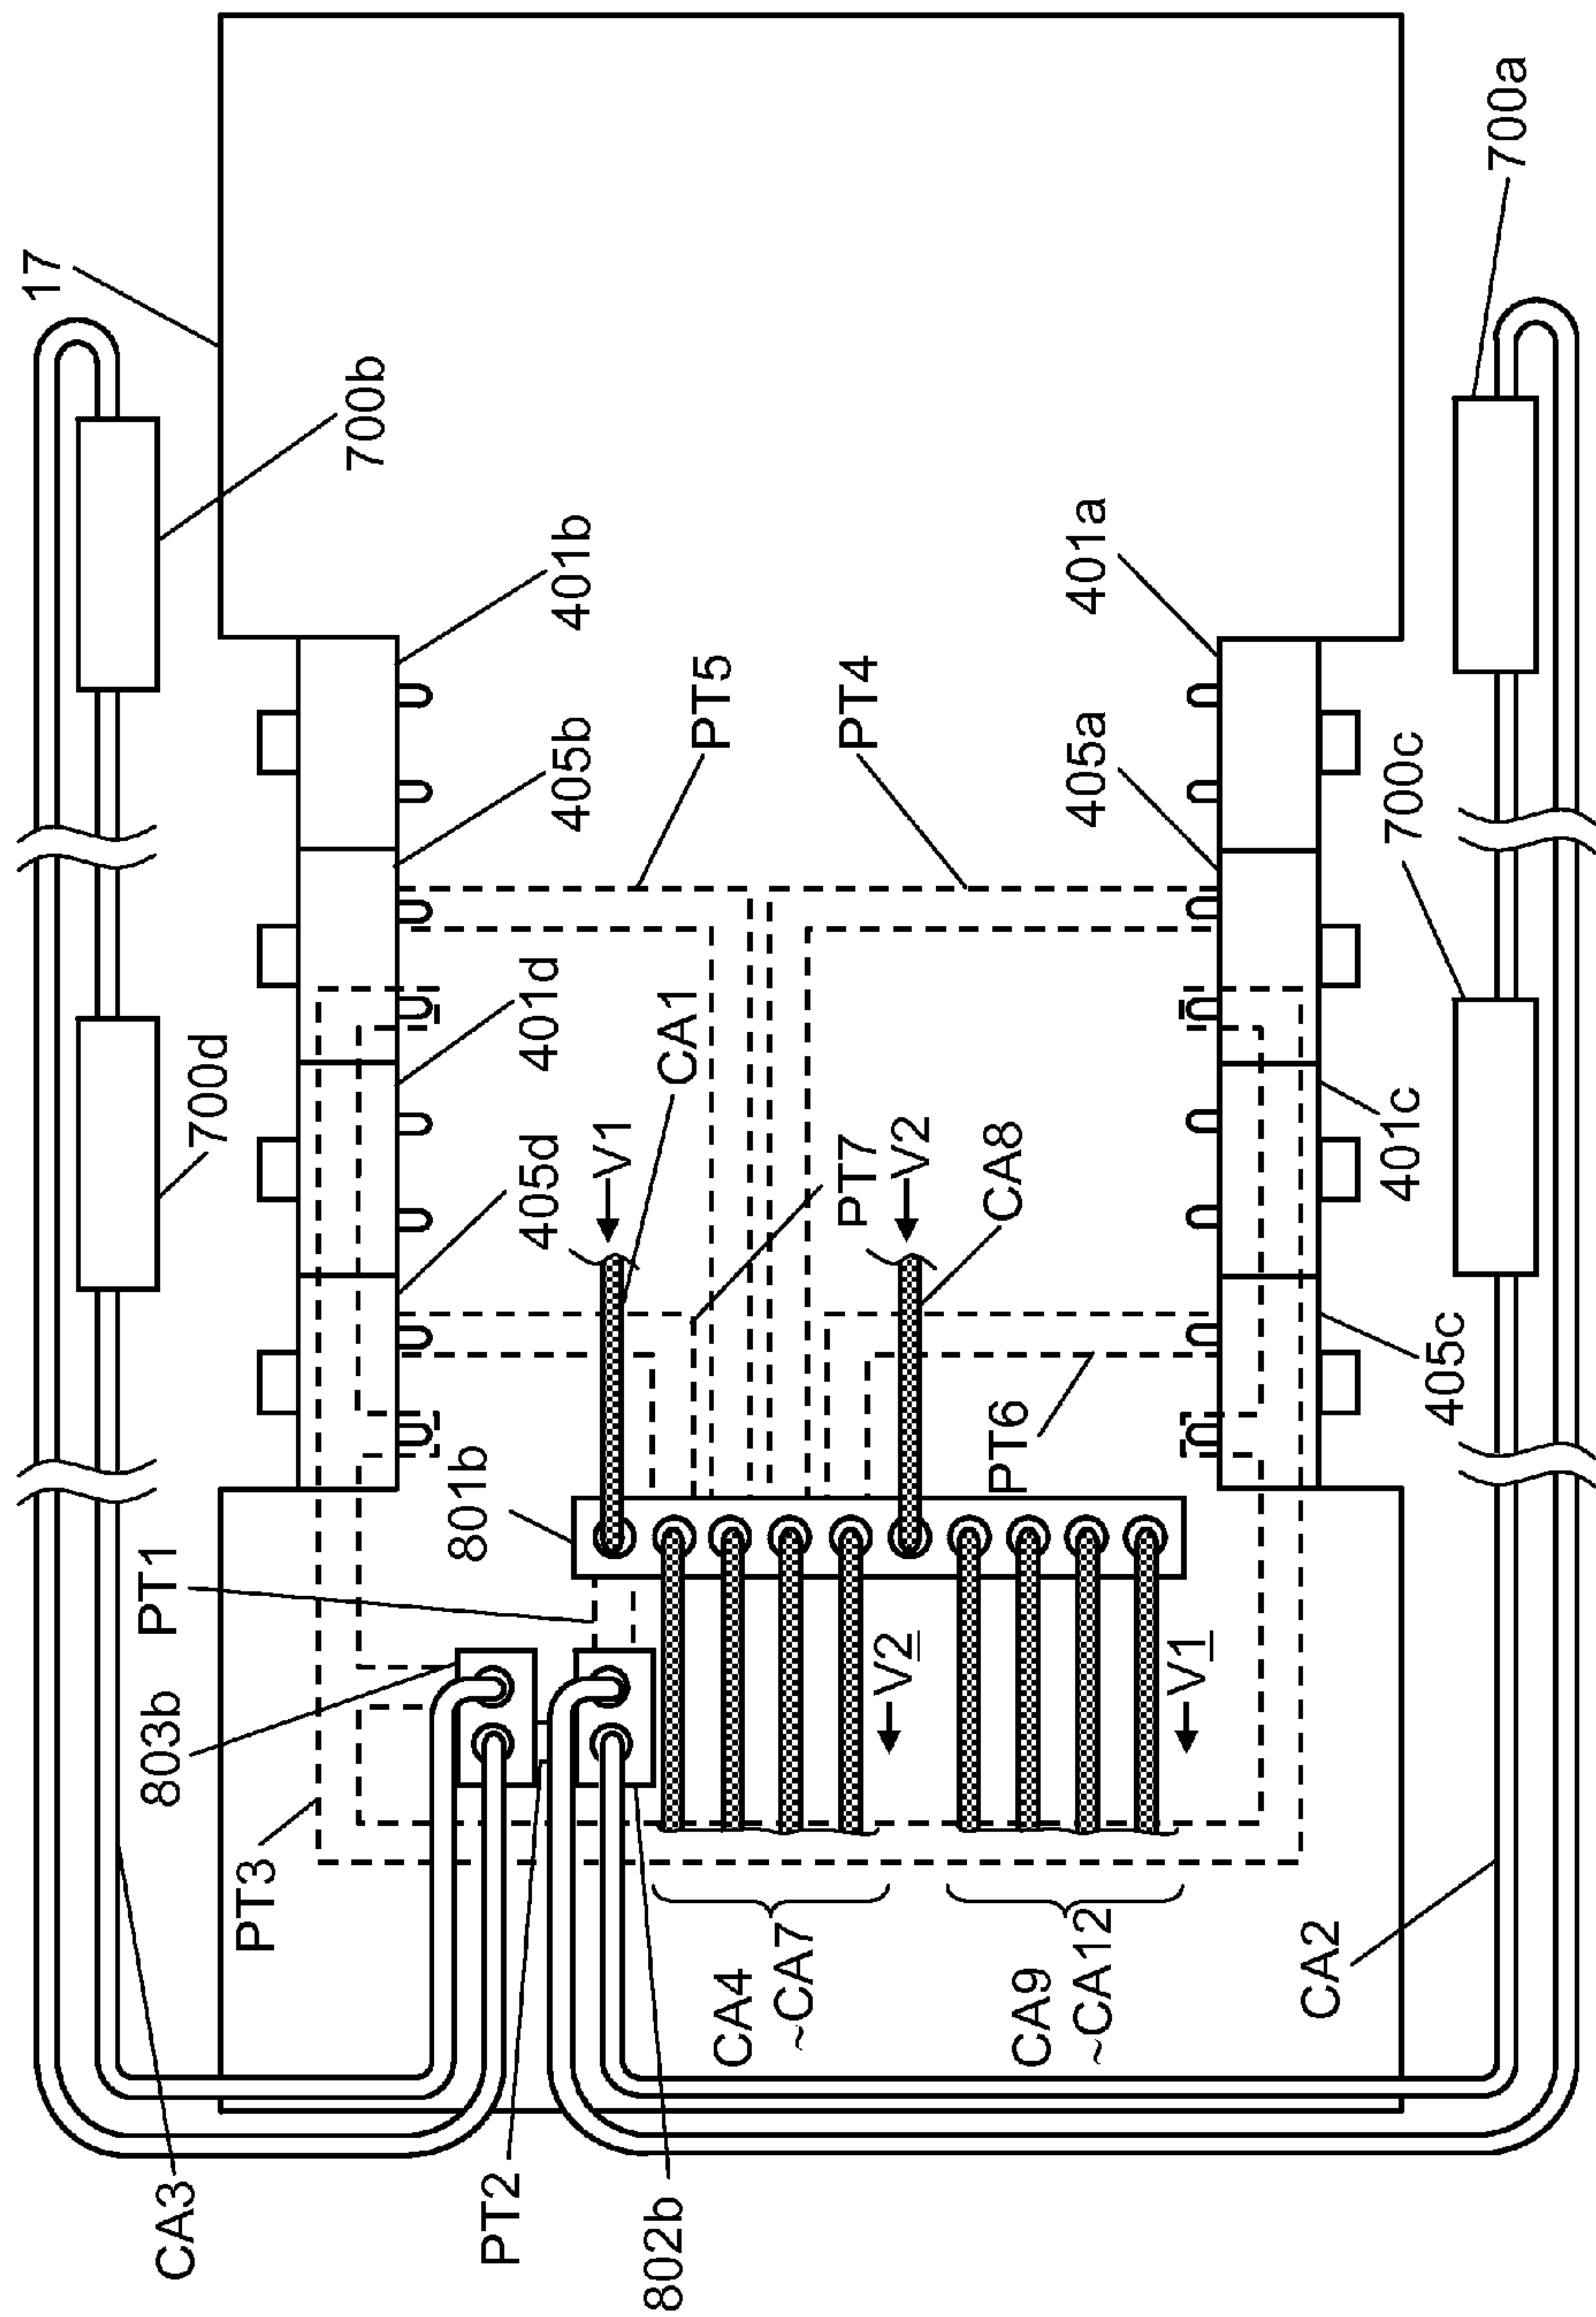 CA3
PT2
802b
PT3
803b
PT1
801b
CA4
~CA7
CA9
~CA12
CA2
V2
V1
PT6
405c
700d
405d
V1
401d
CA1
PT7
V2
CA8
401c
700c
405b
PT5
PT4
405a
401b
401a
700b
17
700a